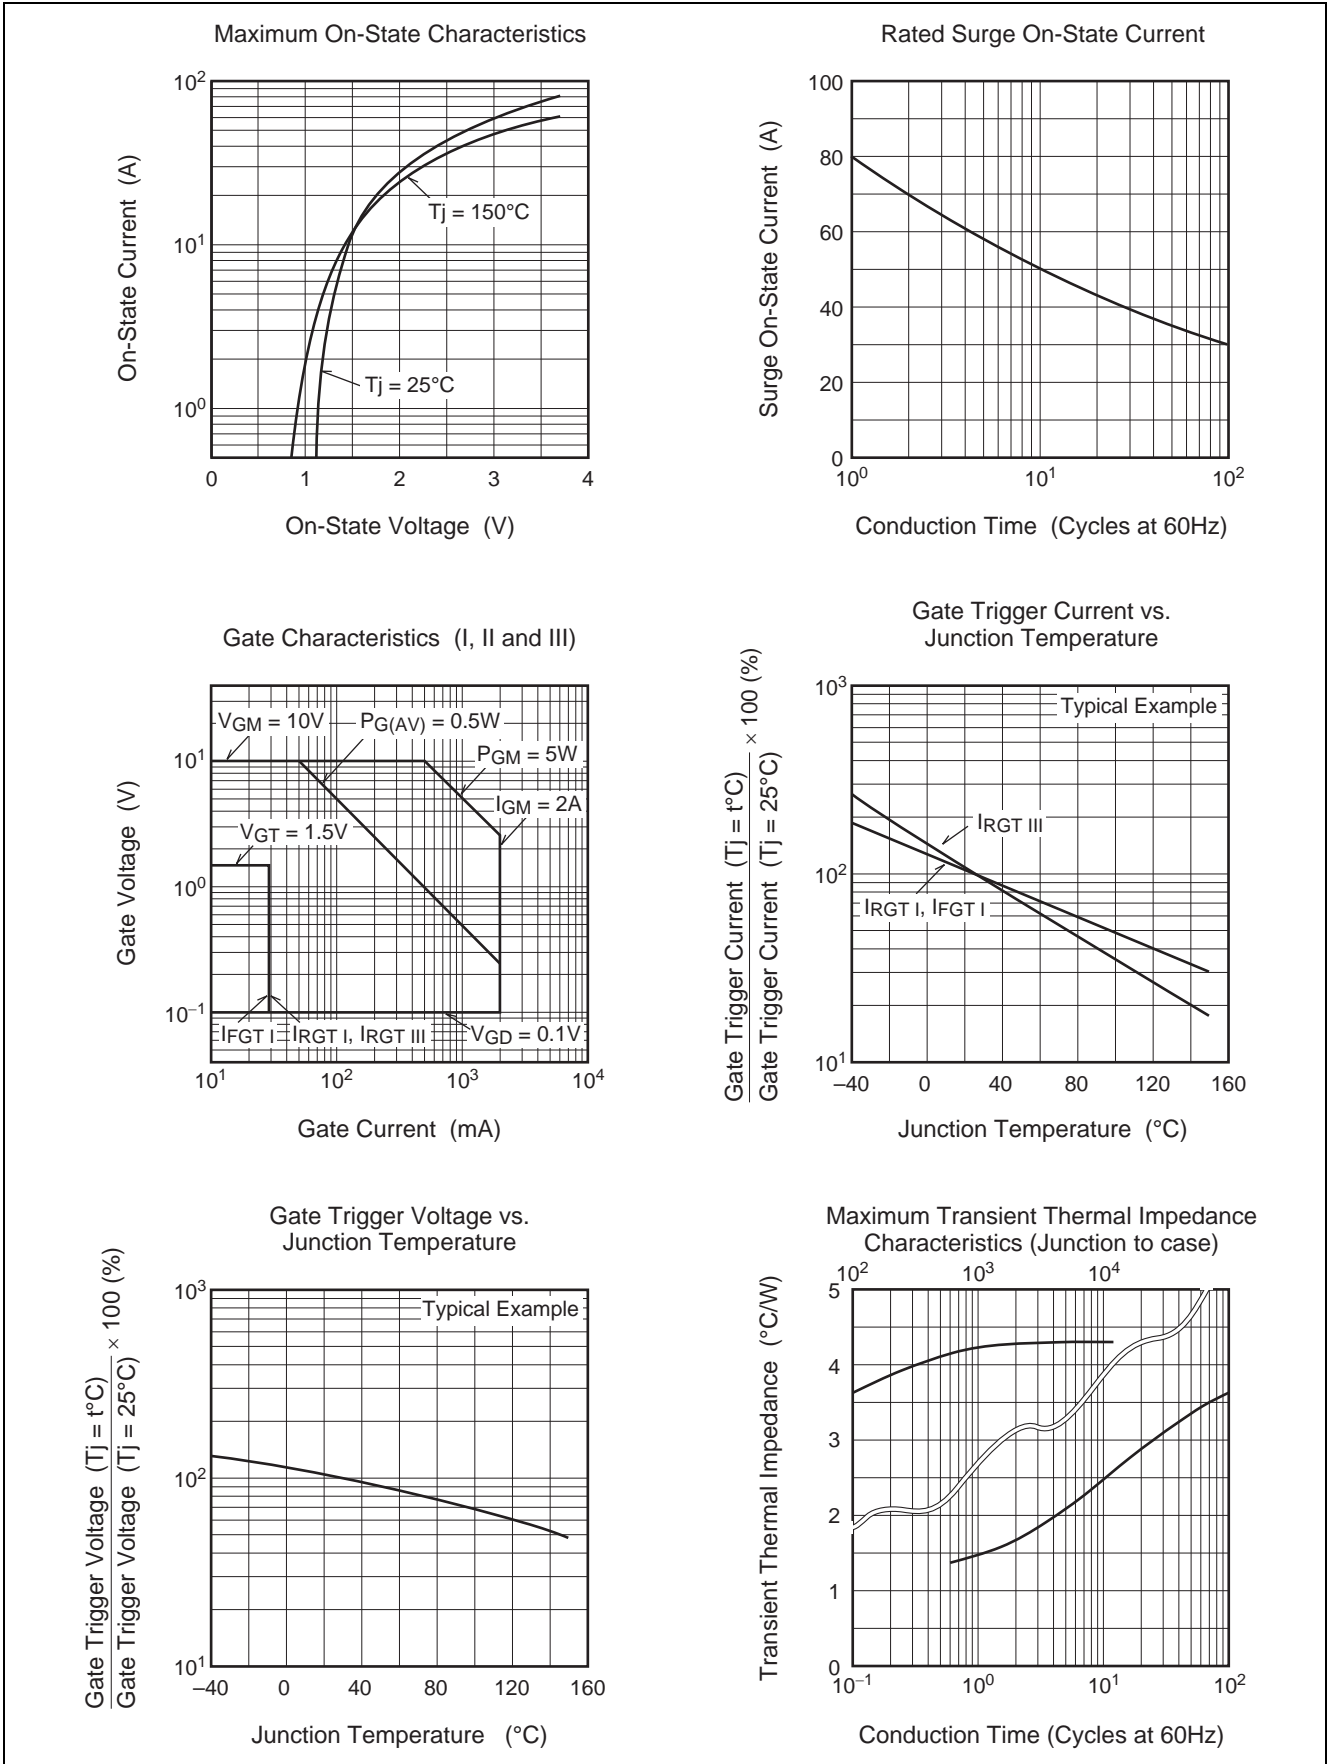 Maximum On-State Characteristics
10²
10¹
10⁰
On-State Current (A)
Tj = 150°C
Tj = 25°C
0 1 2 3 4
On-State Voltage (V)
Rated Surge On-State Current
100
80
60
40
20
0
Surge On-State Current (A)
10⁰ 10¹ 10²
Conduction Time (Cycles at 60Hz)
Gate Characteristics (I, II and III)
VGM = 10V
PG(AV) = 0.5W
PGM = 5W
IGM = 2A
VGT = 1.5V
IFGT I
IRGT I, IRGT III
VGD = 0.1V
10¹
10⁰
10–1
Gate Voltage (V)
10¹ 10² 10³ 10⁴
Gate Current (mA)
Gate Trigger Current vs.
Junction Temperature
Typical Example
IRGT III
IRGT I, IFGT I
10³
10²
10¹
Gate Trigger Current (Tj = t°C)
Gate Trigger Current (Tj = 25°C)
× 100 (%)
–40 0 40 80 120 160
Junction Temperature (°C)
Gate Trigger Voltage vs.
Junction Temperature
Typical Example
10³
10²
10¹
Gate Trigger Voltage (Tj = t°C)
Gate Trigger Voltage (Tj = 25°C)
× 100 (%)
–40 0 40 80 120 160
Junction Temperature (°C)
Maximum Transient Thermal Impedance
Characteristics (Junction to case)
10² 10³ 10⁴
5
4
3
2
1
0
Transient Thermal Impedance (°C/W)
10–1 10⁰ 10¹ 10²
Conduction Time (Cycles at 60Hz)